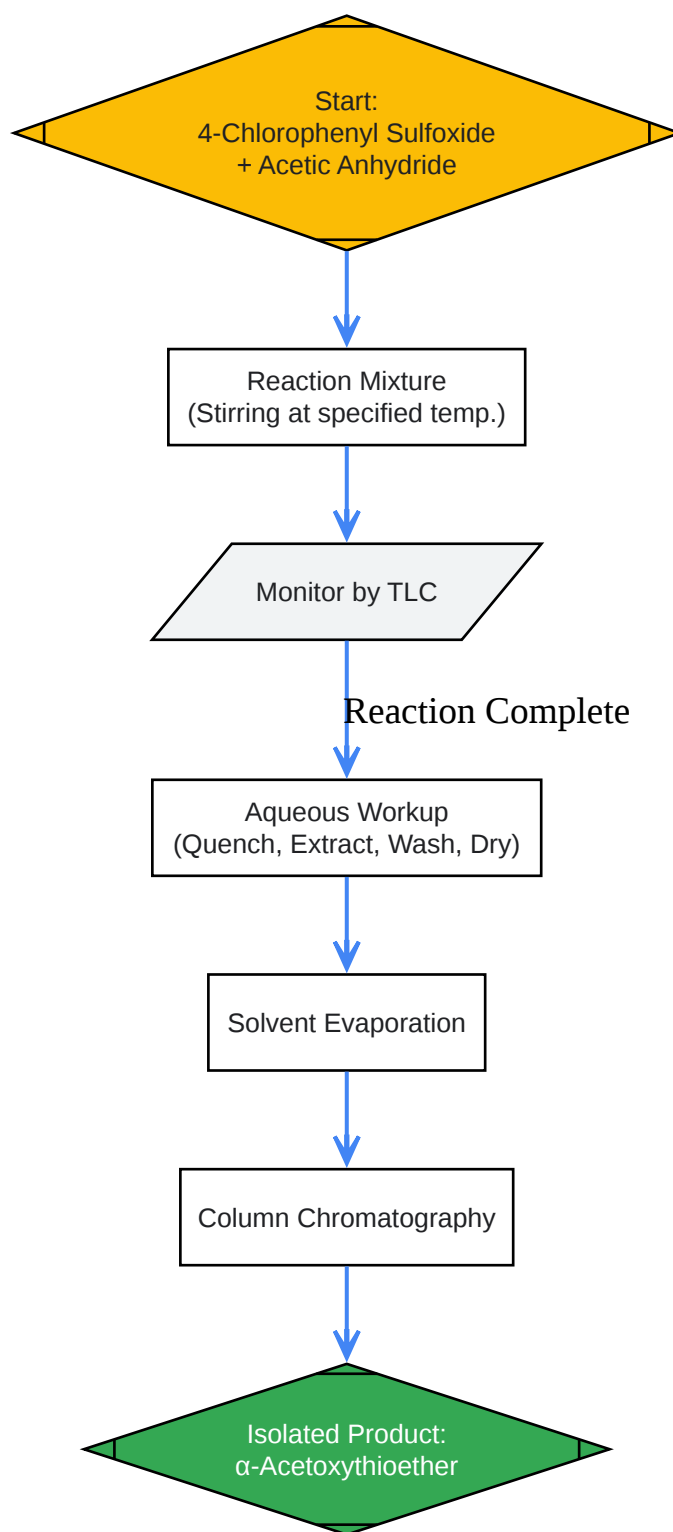 Start:
4-Chlorophenyl Sulfoxide
+ Acetic Anhydride
Reaction Mixture
(Stirring at specified temp.)
Monitor by TLC
Reaction Complete
Aqueous Workup
(Quench, Extract, Wash, Dry)
Solvent Evaporation
Column Chromatography
Isolated Product:
α-Acetoxythioether